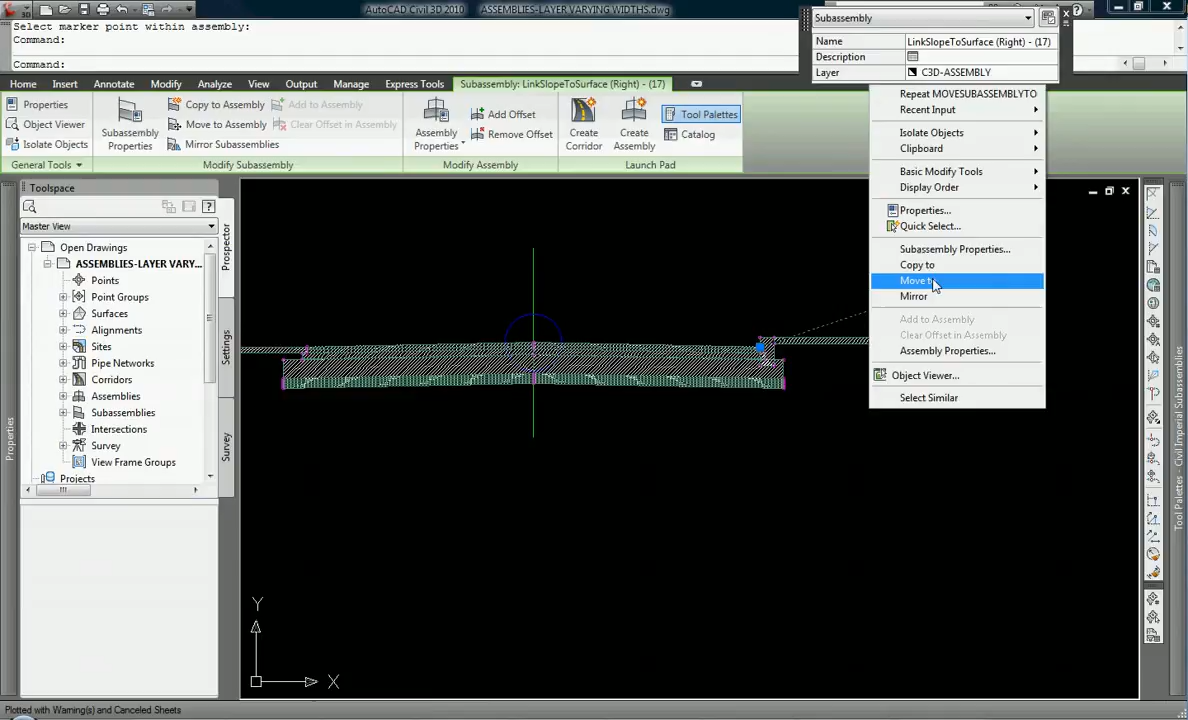 AutoCAD Civil 3D 2010 ASSEMBLIES-LAYER VARYING WIDTHS.dwg
Select marker point within assembly:
Command:
Command:
Subassembly
Name LinkSlopeToSurface (Right) - (17)
Description
Layer C3D-ASSEMBLY
Home Insert Annotate Modify Analyze View Manage Output Express Tools Subassembly: LinkSlopeToSurface (Right) - (17)
Properties
Object Viewer
Isolate Objects
General Tools
Subassembly Properties
Copy to Assembly
Move to Assembly
Mirror Subassemblies
Add to Assembly
Clear Offset in Assembly
Modify Subassembly
Assembly Properties
Add Offset
Remove Offset
Modify Assembly
Create Corridor
Create Assembly
Tool Palettes
Catalog
Launch Pad
Repeat MOVESUBASSEMBLYTO
Recent Input
Isolate Objects
Clipboard
Basic Modify Tools
Display Order
Properties...
Quick Select...
Subassembly Properties...
Copy to
Move to
Mirror
Add to Assembly
Clear Offset in Assembly
Assembly Properties...
Object Viewer...
Select Similar
Toolspace
Master View
Open Drawings
ASSEMBLIES-LAYER VARY...
Points
Point Groups
Surfaces
Alignments
Sites
Pipe Networks
Corridors
Assemblies
Subassemblies
Intersections
Survey
View Frame Groups
Projects
Prospector
Settings
Survey
Properties
Tool Palettes - Civil Imperial Subassemblies
Y
X
Plotted with Warning(s) and Canceled Sheets